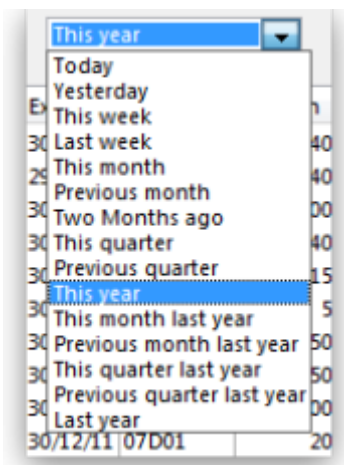 This year
Today
Yesterday
This week
Last week
This month
Previous month
Two Months ago
This quarter
Previous quarter
This year
This month last year
Previous month last year
This quarter last year
Previous quarter last year
Last year
30/12/11 07D01 20